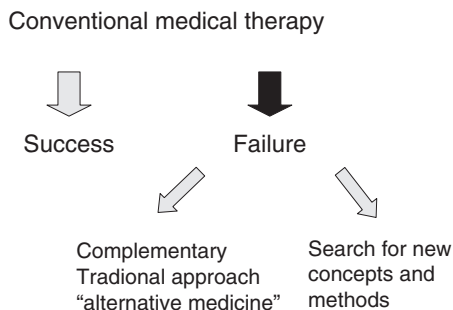 Conventional medical therapy
Success
Failure
Complementary
Tradional approach
“alternative medicine”
Search for new
concepts and
methods